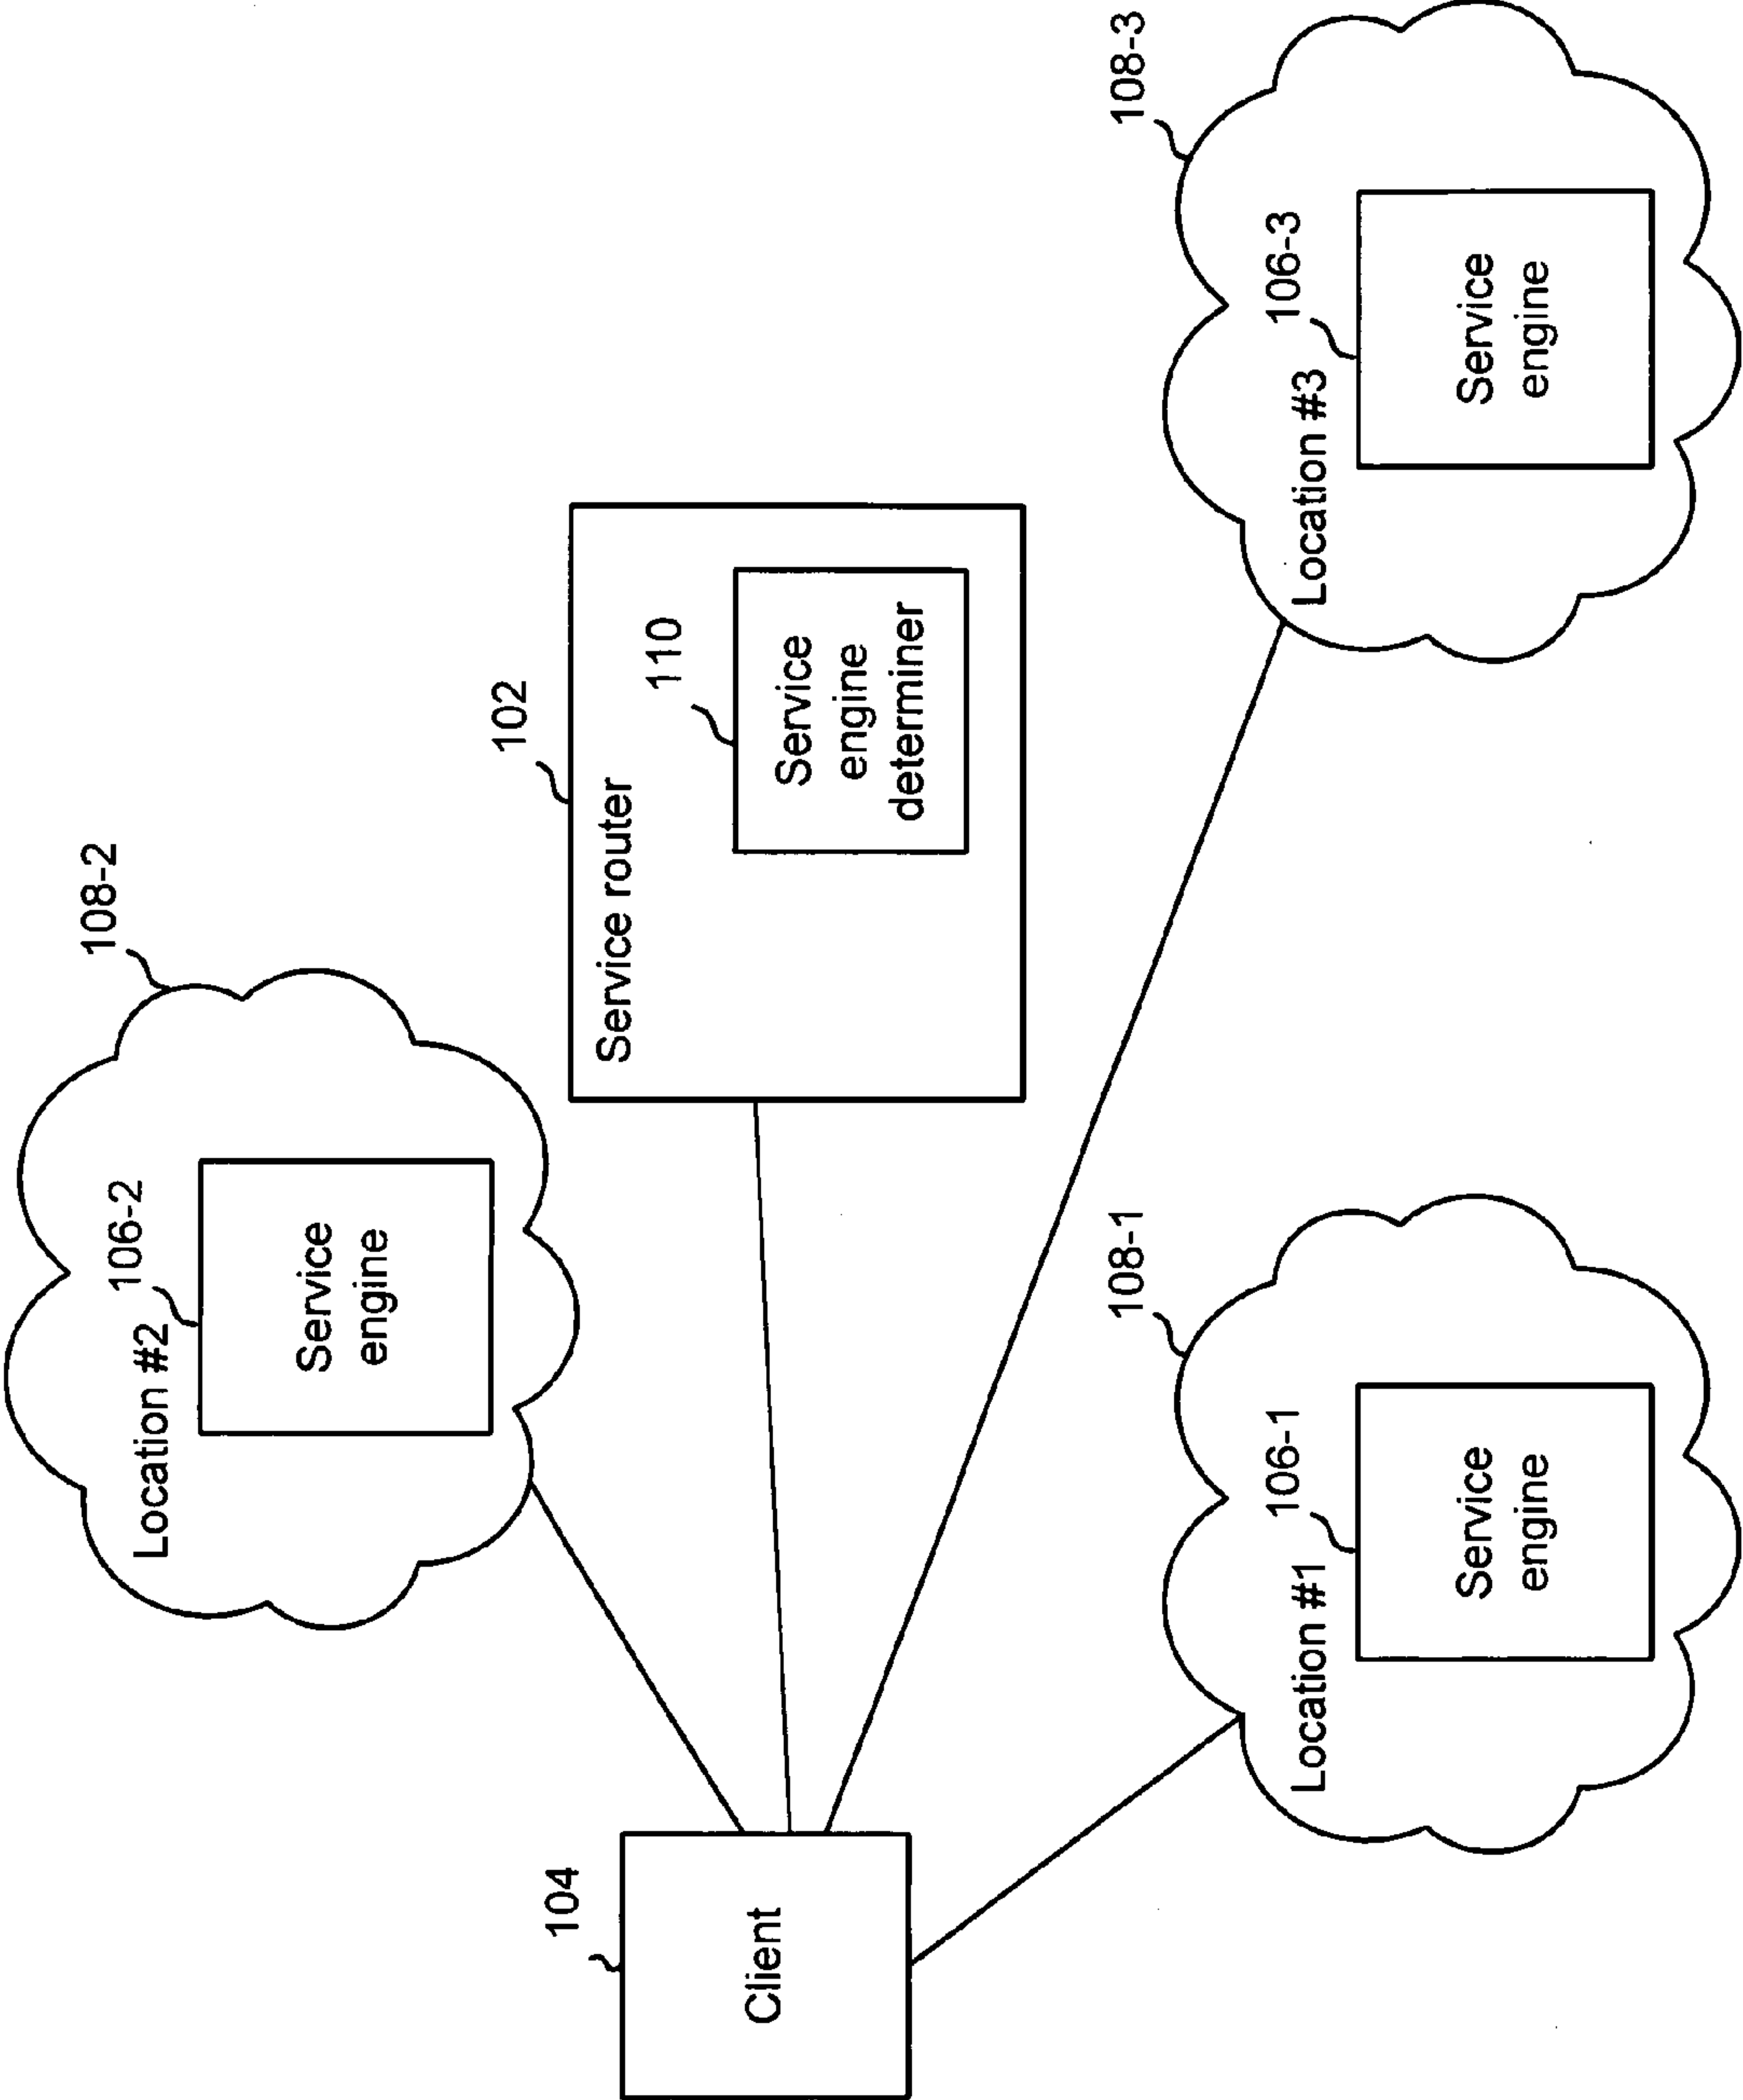 108-2
Location #2
106-2
Service
engine
102
Service router
110
Service
engine
determiner
104
Client
108-1
Location #1
106-1
Service
engine
108-3
Location #3
106-3
Service
engine